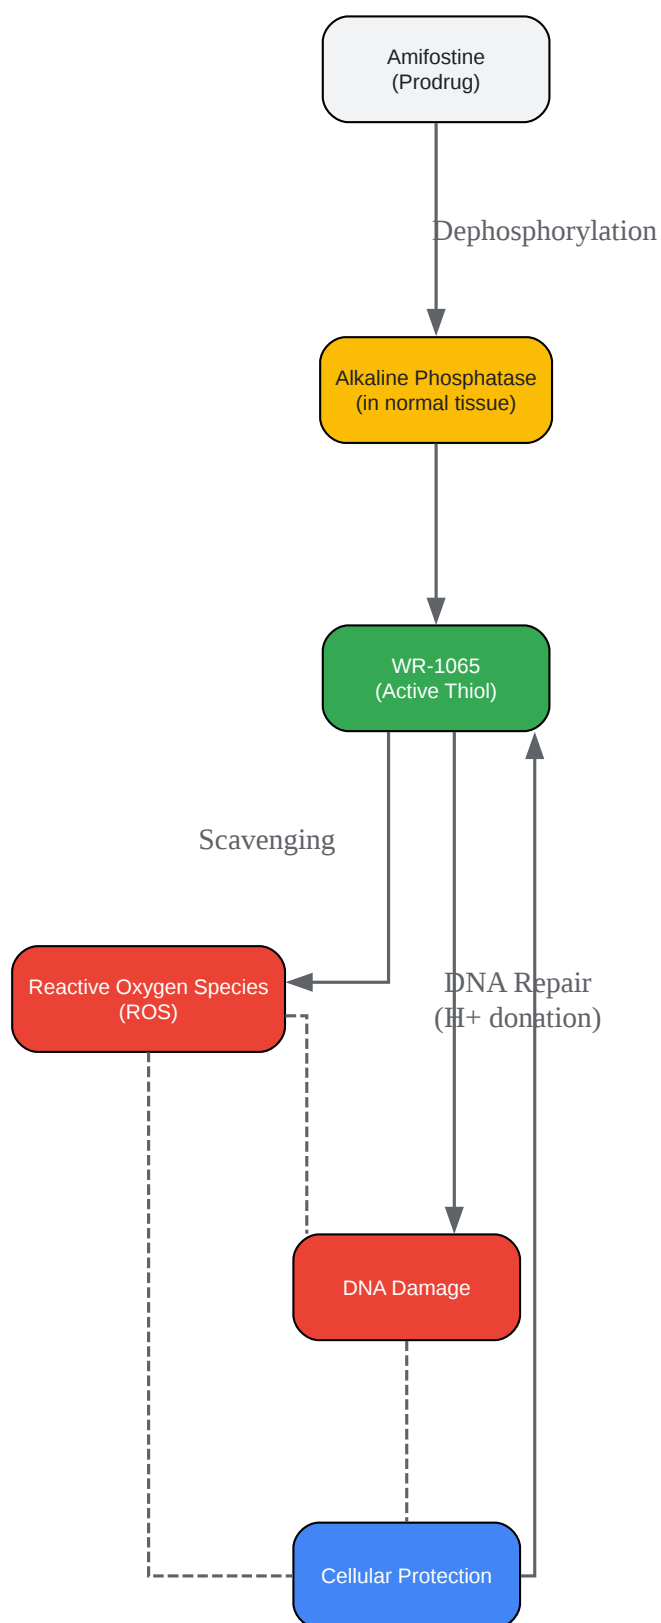 Amifostine
(Prodrug)
Dephosphorylation
Alkaline Phosphatase
(in normal tissue)
WR-1065
(Active Thiol)
Scavenging
Reactive Oxygen Species
(ROS)
DNA Repair
(H+ donation)
DNA Damage
Cellular Protection